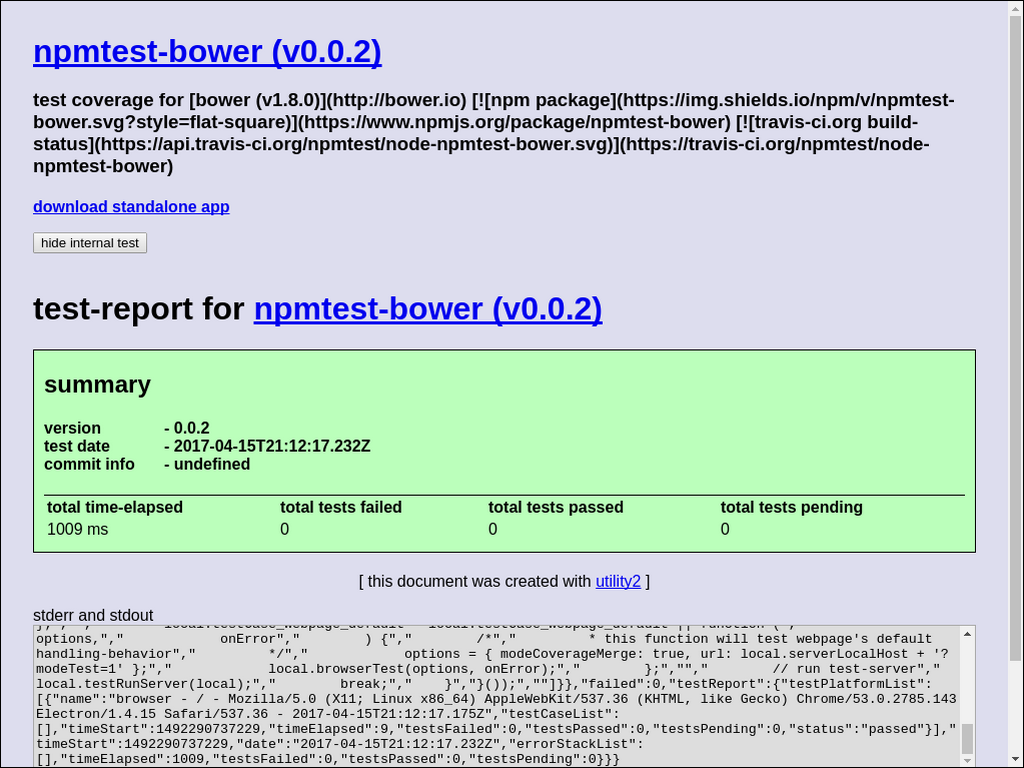 npmtest-bower (v0.0.2)
test coverage for [bower (v1.8.0)](http://bower.io) [![npm package](https://img.shields.io/npm/v/npmtest-
bower.svg?style=flat-square)](https://www.npmjs.org/package/npmtest-bower) [![travis-ci.org build-
status](https://api.travis-ci.org/npmtest/node-npmtest-bower.svg)](https://travis-ci.org/npmtest/node-
npmtest-bower)
download standalone app
hide internal test
test-report for npmtest-bower (v0.0.2)
summary
version - 0.0.2
test date - 2017-04-15T21:12:17.232Z
commit info - undefined
total time-elapsed total tests failed total tests passed total tests pending
1009 ms 0 0 0
[ this document was created with utility2 ]
stderr and stdout
options,","            onError","        ) {","        /*","         * this function will test webpage's default
handling-behavior","         */","            options = { modeCoverageMerge: true, url: local.serverLocalHost + '?
modeTest=1' };","            local.browserTest(options, onError);","        };","","        // run test-server","
local.testRunServer(local);","        break;","    }","}());",""]}},"failed":0,"testReport":{"testPlatformList":
[{"name":"browser - / - Mozilla/5.0 (X11; Linux x86_64) AppleWebKit/537.36 (KHTML, like Gecko) Chrome/53.0.2785.143
Electron/1.4.15 Safari/537.36 - 2017-04-15T21:12:17.175Z","testCaseList":
[],"timeStart":1492290737229,"timeElapsed":9,"testsFailed":0,"testsPassed":0,"testsPending":0,"status":"passed"}],"
timeStart":1492290737229,"date":"2017-04-15T21:12:17.232Z","errorStackList":
[],"timeElapsed":1009,"testsFailed":0,"testsPassed":0,"testsPending":0}}}